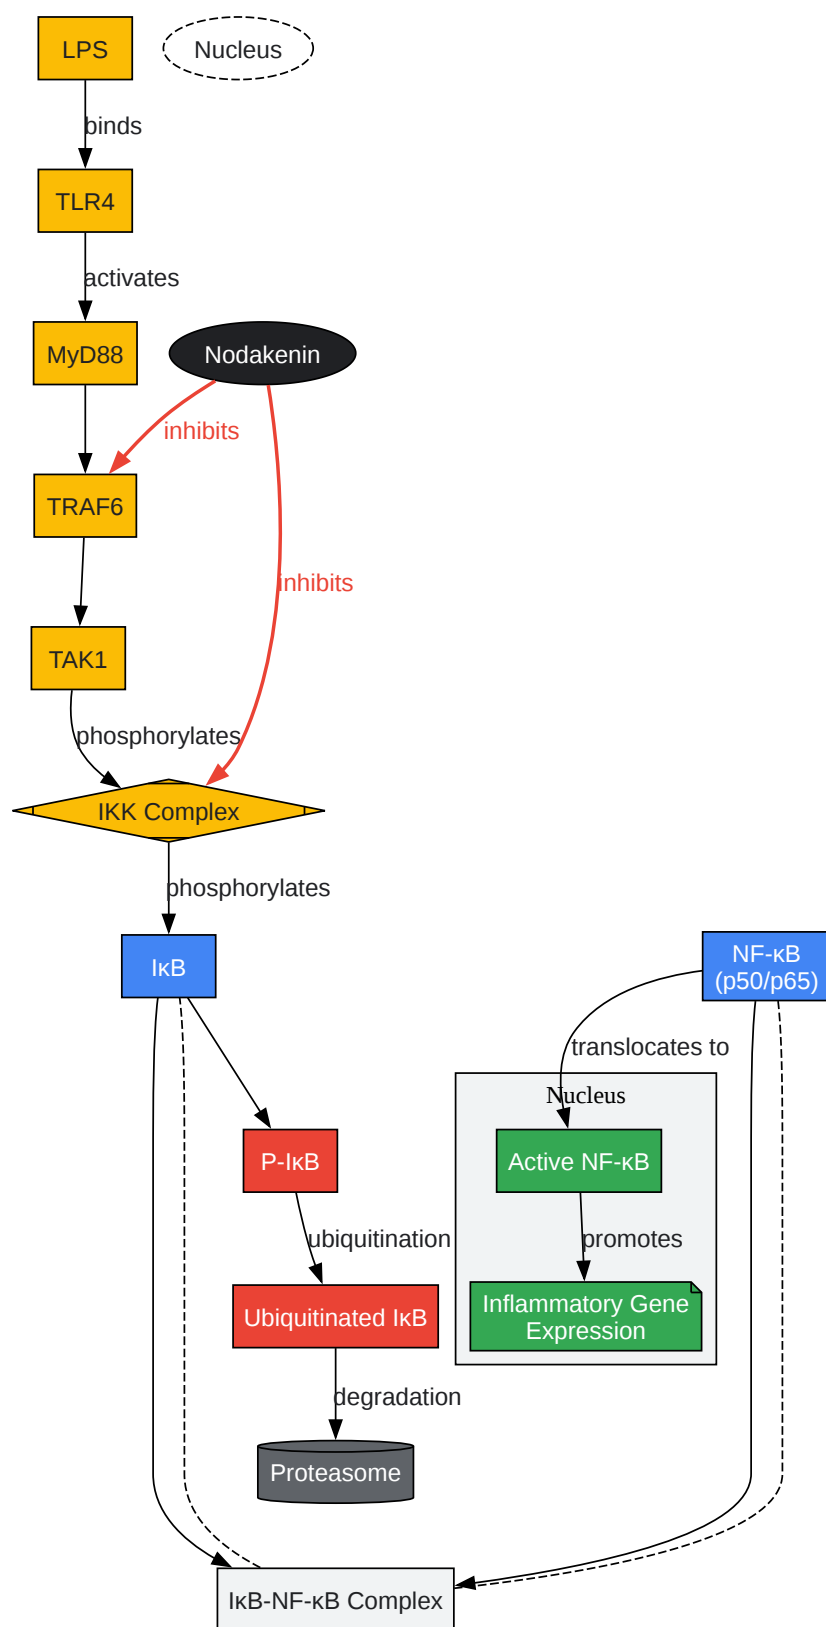 LPS
Nucleus
binds
TLR4
activates
MyD88
Nodakenin
inhibits
TRAF6
inhibits
TAK1
phosphorylates
IKK Complex
phosphorylates
IκB
NF-κB
(p50/p65)
translocates to
Nucleus
P-IκB
Active NF-κB
ubiquitination
promotes
Ubiquitinated IκB
Inflammatory Gene
Expression
degradation
Proteasome
IκB-NF-κB Complex